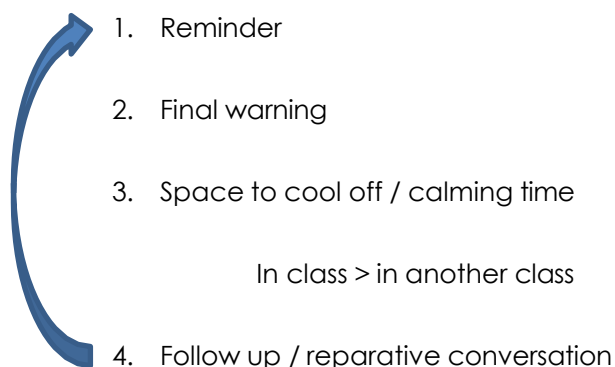 1. Reminder
2. Final warning
3. Space to cool off / calming time
In class > in another class
4. Follow up / reparative conversation